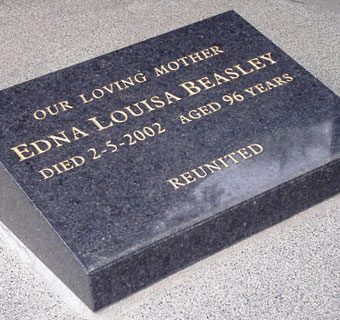 OUR LOVING MOTHER
EDNA LOUISA BEASLEY
DIED 2-5-2002 AGED 96 YEARS
REUNITED